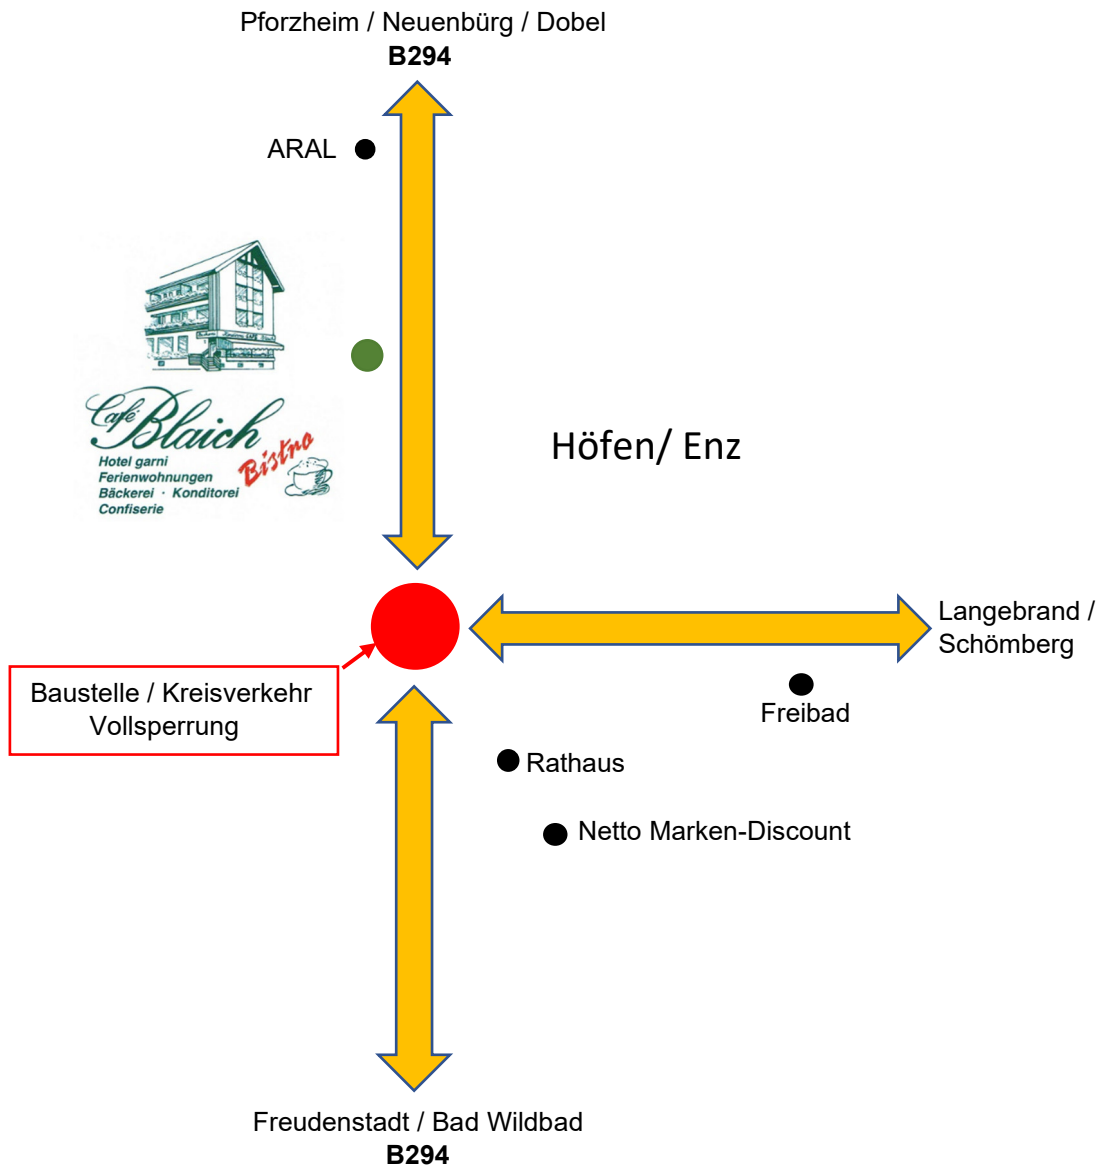 Pforzheim / Neuenbürg / Dobel
B294
ARAL
Café Blaich
Bistro
Hotel garni
Ferienwohnungen
Bäckerei · Konditorei
Confiserie
Höfen/ Enz
Langebrand /
Schömberg
Baustelle / Kreisverkehr
Vollsperrung
Freibad
Rathaus
Netto Marken-Discount
Freudenstadt / Bad Wildbad
B294